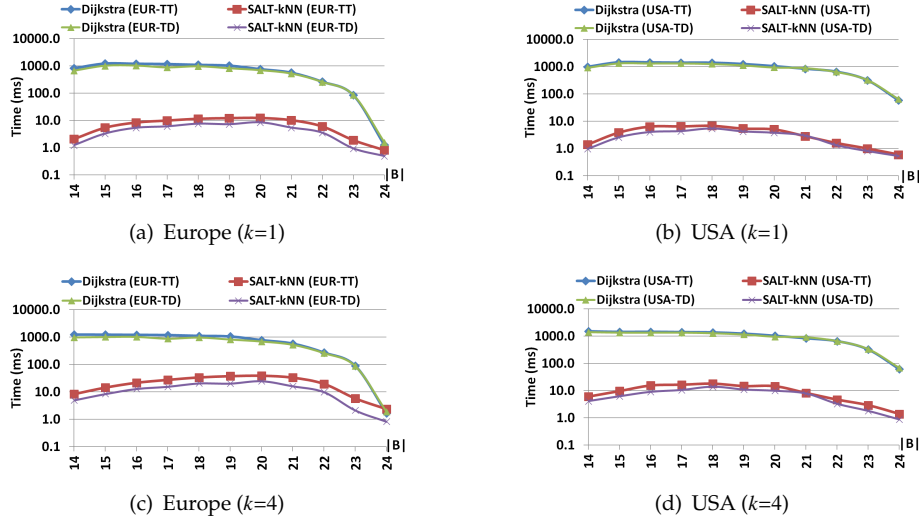 Dijkstra (EUR-TT) SALT-kNN (EUR-TT)
Dijkstra (EUR-TD) SALT-kNN (EUR-TD)
10000.0
1000.0
100.0
10.0
1.0
0.1
Time (ms)
14 15 16 17 18 19 20 21 22 23 24
|B|
(a) Europe (k=1)
Dijkstra (USA-TT) SALT-kNN (USA-TT)
Dijkstra (USA-TD) SALT-kNN (USA-TD)
10000.0
1000.0
100.0
10.0
1.0
0.1
Time (ms)
14 15 16 17 18 19 20 21 22 23 24
|B|
(b) USA (k=1)
Dijkstra (EUR-TT) SALT-kNN (EUR-TT)
Dijkstra (EUR-TD) SALT-kNN (EUR-TD)
10000.0
1000.0
100.0
10.0
1.0
0.1
Time (ms)
14 15 16 17 18 19 20 21 22 23 24
|B|
(c) Europe (k=4)
Dijkstra (USA-TT) SALT-kNN (USA-TT)
Dijkstra (USA-TD) SALT-kNN (USA-TD)
10000.0
1000.0
100.0
10.0
1.0
0.1
Time (ms)
14 15 16 17 18 19 20 21 22 23 24
|B|
(d) USA (k=4)